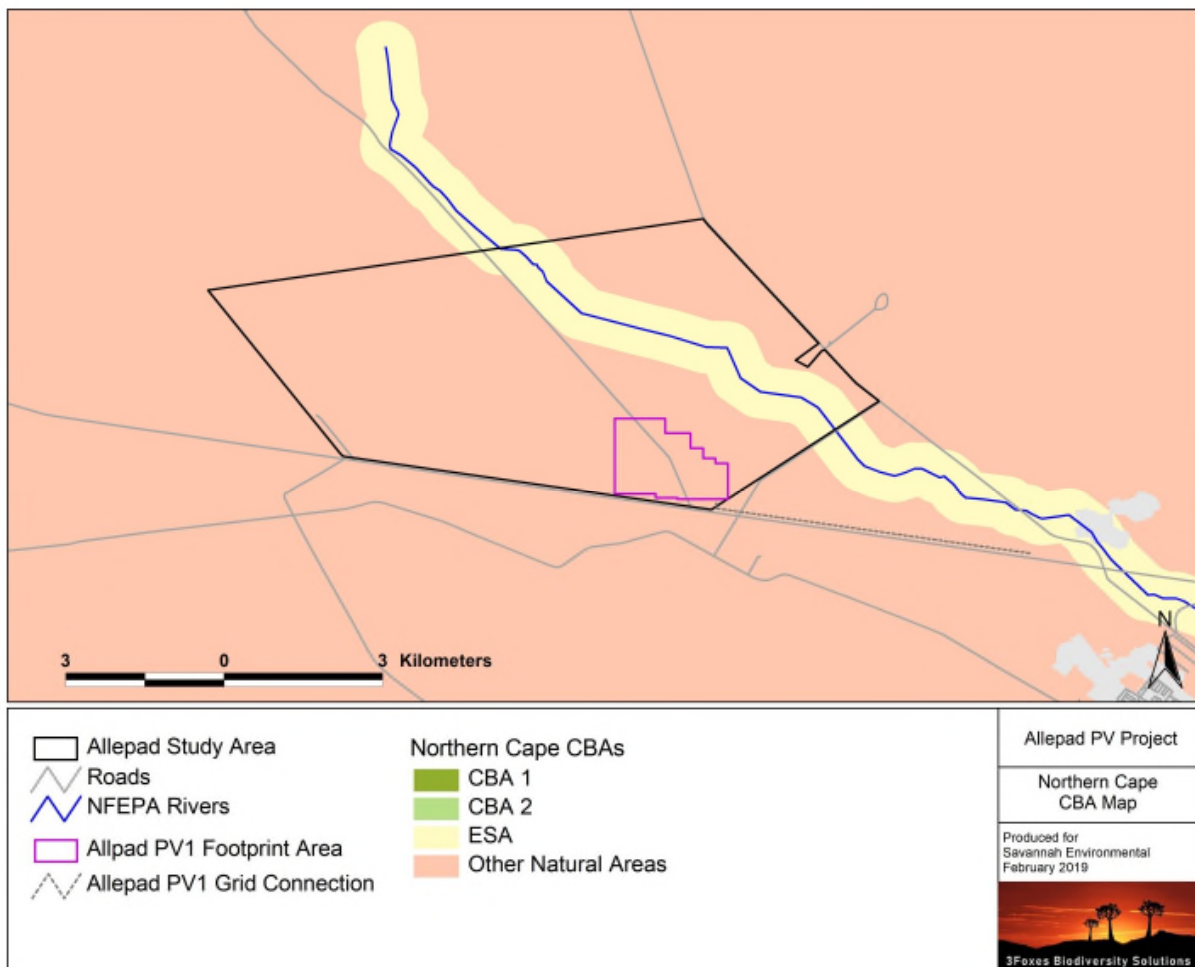 N
3 0 3 Kilometers
Allepad Study Area
Roads
NFEPA Rivers
Allpad PV1 Footprint Area
Allepad PV1 Grid Connection
Northern Cape CBAs
CBA 1
CBA 2
ESA
Other Natural Areas
Allepad PV Project
Northern Cape
CBA Map
Produced for
Savannah Environmental
February 2019
3Foxes Biodiversity Solutions